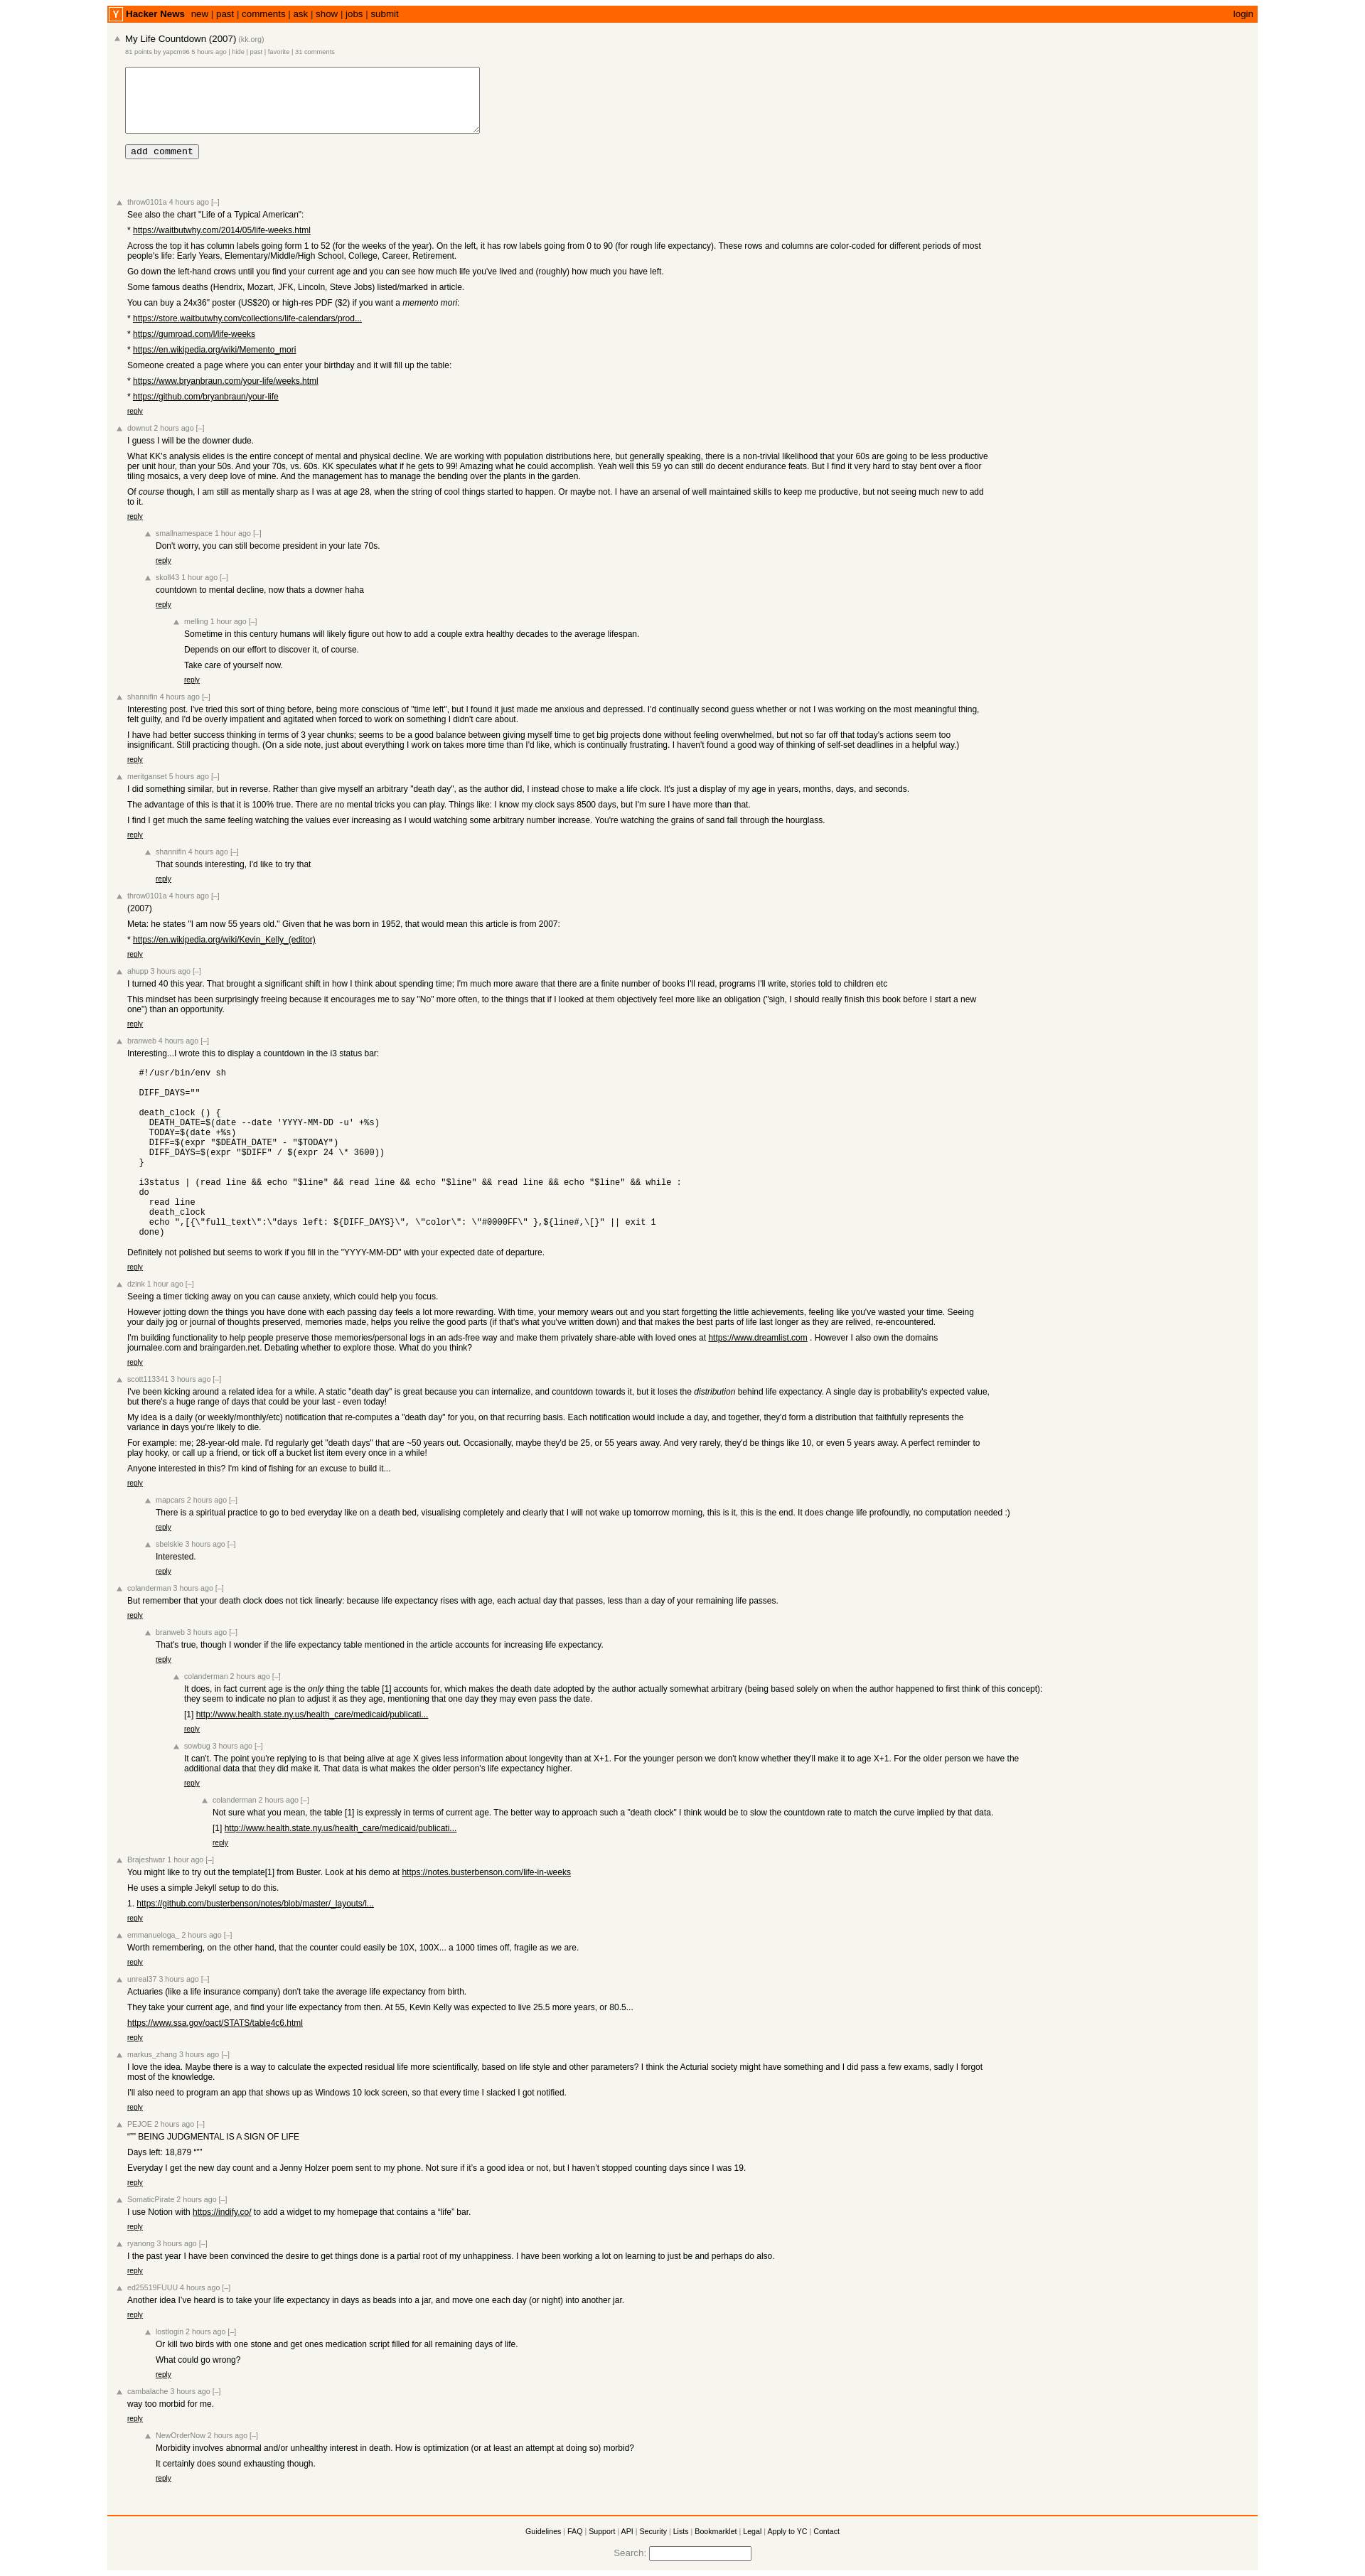 Y Hacker News new | past | comments | ask | show | jobs | submit login
My Life Countdown (2007) (kk.org)
81 points by yapcm96 5 hours ago | hide | past | favorite | 31 comments
add comment
throw0101a 4 hours ago [–]
See also the chart "Life of a Typical American":
* https://waitbutwhy.com/2014/05/life-weeks.html
Across the top it has column labels going form 1 to 52 (for the weeks of the year). On the left, it has row labels going from 0 to 90 (for rough life expectancy). These rows and columns are color-coded for different periods of most
people's life: Early Years, Elementary/Middle/High School, College, Career, Retirement.
Go down the left-hand crows until you find your current age and you can see how much life you've lived and (roughly) how much you have left.
Some famous deaths (Hendrix, Mozart, JFK, Lincoln, Steve Jobs) listed/marked in article.
You can buy a 24x36" poster (US$20) or high-res PDF ($2) if you want a memento mori:
* https://store.waitbutwhy.com/collections/life-calendars/prod...
* https://gumroad.com/l/life-weeks
* https://en.wikipedia.org/wiki/Memento_mori
Someone created a page where you can enter your birthday and it will fill up the table:
* https://www.bryanbraun.com/your-life/weeks.html
* https://github.com/bryanbraun/your-life
reply
downut 2 hours ago [–]
I guess I will be the downer dude.
What KK's analysis elides is the entire concept of mental and physical decline. We are working with population distributions here, but generally speaking, there is a non-trivial likelihood that your 60s are going to be less productive
per unit hour, than your 50s. And your 70s, vs. 60s. KK speculates what if he gets to 99! Amazing what he could accomplish. Yeah well this 59 yo can still do decent endurance feats. But I find it very hard to stay bent over a floor
tiling mosaics, a very deep love of mine. And the management has to manage the bending over the plants in the garden.
Of course though, I am still as mentally sharp as I was at age 28, when the string of cool things started to happen. Or maybe not. I have an arsenal of well maintained skills to keep me productive, but not seeing much new to add
to it.
reply
smallnamespace 1 hour ago [–]
Don't worry, you can still become president in your late 70s.
reply
skoll43 1 hour ago [–]
countdown to mental decline, now thats a downer haha
reply
melling 1 hour ago [–]
Sometime in this century humans will likely figure out how to add a couple extra healthy decades to the average lifespan.
Depends on our effort to discover it, of course.
Take care of yourself now.
reply
shannifin 4 hours ago [–]
Interesting post. I've tried this sort of thing before, being more conscious of "time left", but I found it just made me anxious and depressed. I'd continually second guess whether or not I was working on the most meaningful thing,
felt guilty, and I'd be overly impatient and agitated when forced to work on something I didn't care about.
I have had better success thinking in terms of 3 year chunks; seems to be a good balance between giving myself time to get big projects done without feeling overwhelmed, but not so far off that today's actions seem too
insignificant. Still practicing though. (On a side note, just about everything I work on takes more time than I'd like, which is continually frustrating. I haven't found a good way of thinking of self-set deadlines in a helpful way.)
reply
meritganset 5 hours ago [–]
I did something similar, but in reverse. Rather than give myself an arbitrary "death day", as the author did, I instead chose to make a life clock. It's just a display of my age in years, months, days, and seconds.
The advantage of this is that it is 100% true. There are no mental tricks you can play. Things like: I know my clock says 8500 days, but I'm sure I have more than that.
I find I get much the same feeling watching the values ever increasing as I would watching some arbitrary number increase. You're watching the grains of sand fall through the hourglass.
reply
shannifin 4 hours ago [–]
That sounds interesting, I'd like to try that
reply
throw0101a 4 hours ago [–]
(2007)
Meta: he states "I am now 55 years old." Given that he was born in 1952, that would mean this article is from 2007:
* https://en.wikipedia.org/wiki/Kevin_Kelly_(editor)
reply
ahupp 3 hours ago [–]
I turned 40 this year. That brought a significant shift in how I think about spending time; I'm much more aware that there are a finite number of books I'll read, programs I'll write, stories told to children etc
This mindset has been surprisingly freeing because it encourages me to say "No" more often, to the things that if I looked at them objectively feel more like an obligation ("sigh, I should really finish this book before I start a new
one") than an opportunity.
reply
branweb 4 hours ago [–]
Interesting...I wrote this to display a countdown in the i3 status bar:
#!/usr/bin/env sh
DIFF_DAYS=""
death_clock () {
DEATH_DATE=$(date --date 'YYYY-MM-DD -u' +%s)
TODAY=$(date +%s)
DIFF=$(expr "$DEATH_DATE" - "$TODAY")
DIFF_DAYS=$(expr "$DIFF" / $(expr 24 \* 3600))
}
i3status | (read line && echo "$line" && read line && echo "$line" && read line && echo "$line" && while :
do
read line
death_clock
echo ",[{\"full_text\":\"days left: ${DIFF_DAYS}\", \"color\": \"#0000FF\" },${line#,\[}" || exit 1
done)
Definitely not polished but seems to work if you fill in the "YYYY-MM-DD" with your expected date of departure.
reply
dzink 1 hour ago [–]
Seeing a timer ticking away on you can cause anxiety, which could help you focus.
However jotting down the things you have done with each passing day feels a lot more rewarding. With time, your memory wears out and you start forgetting the little achievements, feeling like you've wasted your time. Seeing
your daily jog or journal of thoughts preserved, memories made, helps you relive the good parts (if that's what you've written down) and that makes the best parts of life last longer as they are relived, re-encountered.
I'm building functionality to help people preserve those memories/personal logs in an ads-free way and make them privately share-able with loved ones at https://www.dreamlist.com . However I also own the domains
journalee.com and braingarden.net. Debating whether to explore those. What do you think?
reply
scott113341 3 hours ago [–]
I've been kicking around a related idea for a while. A static "death day" is great because you can internalize, and countdown towards it, but it loses the distribution behind life expectancy. A single day is probability's expected value,
but there's a huge range of days that could be your last - even today!
My idea is a daily (or weekly/monthly/etc) notification that re-computes a "death day" for you, on that recurring basis. Each notification would include a day, and together, they'd form a distribution that faithfully represents the
variance in days you're likely to die.
For example: me; 28-year-old male. I'd regularly get "death days" that are ~50 years out. Occasionally, maybe they'd be 25, or 55 years away. And very rarely, they'd be things like 10, or even 5 years away. A perfect reminder to
play hooky, or call up a friend, or tick off a bucket list item every once in a while!
Anyone interested in this? I'm kind of fishing for an excuse to build it...
reply
mapcars 2 hours ago [–]
There is a spiritual practice to go to bed everyday like on a death bed, visualising completely and clearly that I will not wake up tomorrow morning, this is it, this is the end. It does change life profoundly, no computation needed :)
reply
sbelskie 3 hours ago [–]
Interested.
reply
colanderman 3 hours ago [–]
But remember that your death clock does not tick linearly: because life expectancy rises with age, each actual day that passes, less than a day of your remaining life passes.
reply
branweb 3 hours ago [–]
That's true, though I wonder if the life expectancy table mentioned in the article accounts for increasing life expectancy.
reply
colanderman 2 hours ago [–]
It does, in fact current age is the only thing the table [1] accounts for, which makes the death date adopted by the author actually somewhat arbitrary (being based solely on when the author happened to first think of this concept):
they seem to indicate no plan to adjust it as they age, mentioning that one day they may even pass the date.
[1] http://www.health.state.ny.us/health_care/medicaid/publicati...
reply
sowbug 3 hours ago [–]
It can't. The point you're replying to is that being alive at age X gives less information about longevity than at X+1. For the younger person we don't know whether they'll make it to age X+1. For the older person we have the
additional data that they did make it. That data is what makes the older person's life expectancy higher.
reply
colanderman 2 hours ago [–]
Not sure what you mean, the table [1] is expressly in terms of current age. The better way to approach such a "death clock" I think would be to slow the countdown rate to match the curve implied by that data.
[1] http://www.health.state.ny.us/health_care/medicaid/publicati...
reply
Brajeshwar 1 hour ago [–]
You might like to try out the template[1] from Buster. Look at his demo at https://notes.busterbenson.com/life-in-weeks
He uses a simple Jekyll setup to do this.
1. https://github.com/busterbenson/notes/blob/master/_layouts/l...
reply
emmanueloga_ 2 hours ago [–]
Worth remembering, on the other hand, that the counter could easily be 10X, 100X... a 1000 times off, fragile as we are.
reply
unreal37 3 hours ago [–]
Actuaries (like a life insurance company) don't take the average life expectancy from birth.
They take your current age, and find your life expectancy from then. At 55, Kevin Kelly was expected to live 25.5 more years, or 80.5...
https://www.ssa.gov/oact/STATS/table4c6.html
reply
markus_zhang 3 hours ago [–]
I love the idea. Maybe there is a way to calculate the expected residual life more scientifically, based on life style and other parameters? I think the Acturial society might have something and I did pass a few exams, sadly I forgot
most of the knowledge.
I'll also need to program an app that shows up as Windows 10 lock screen, so that every time I slacked I got notified.
reply
PEJOE 2 hours ago [–]
“”” BEING JUDGMENTAL IS A SIGN OF LIFE
Days left: 18,879 “””
Everyday I get the new day count and a Jenny Holzer poem sent to my phone. Not sure if it’s a good idea or not, but I haven’t stopped counting days since I was 19.
reply
SomaticPirate 2 hours ago [–]
I use Notion with https://indify.co/ to add a widget to my homepage that contains a “life” bar.
reply
ryanong 3 hours ago [–]
I the past year I have been convinced the desire to get things done is a partial root of my unhappiness. I have been working a lot on learning to just be and perhaps do also.
reply
ed25519FUUU 4 hours ago [–]
Another idea I’ve heard is to take your life expectancy in days as beads into a jar, and move one each day (or night) into another jar.
reply
lostlogin 2 hours ago [–]
Or kill two birds with one stone and get ones medication script filled for all remaining days of life.
What could go wrong?
reply
cambalache 3 hours ago [–]
way too morbid for me.
reply
NewOrderNow 2 hours ago [–]
Morbidity involves abnormal and/or unhealthy interest in death. How is optimization (or at least an attempt at doing so) morbid?
It certainly does sound exhausting though.
reply
Guidelines | FAQ | Support | API | Security | Lists | Bookmarklet | Legal | Apply to YC | Contact
Search: